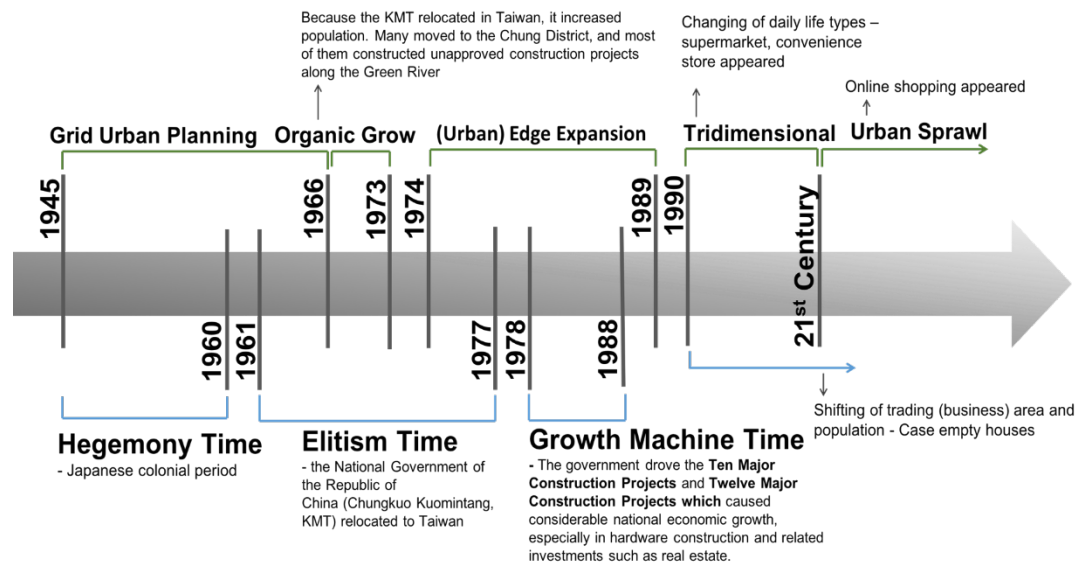 Because the KMT relocated in Taiwan, it increased
population. Many moved to the Chung District, and most
of them constructed unapproved construction projects
along the Green River
Changing of daily life types –
supermarket, convenience
store appeared
Online shopping appeared
Grid Urban Planning
Organic Grow
(Urban) Edge Expansion
Tridimensional
Urban Sprawl
1945
1966
1973
1974
1989
1990
21st Century
1960
1961
1977
1978
1988
Hegemony Time
- Japanese colonial period
Elitism Time
- the National Government of
the Republic of
China (Chungkuo Kuomintang,
KMT) relocated to Taiwan
Growth Machine Time
- The government drove the Ten Major
Construction Projects and Twelve Major
Construction Projects which caused
considerable national economic growth,
especially in hardware construction and related
investments such as real estate.
Shifting of trading (business) area and
population - Case empty houses